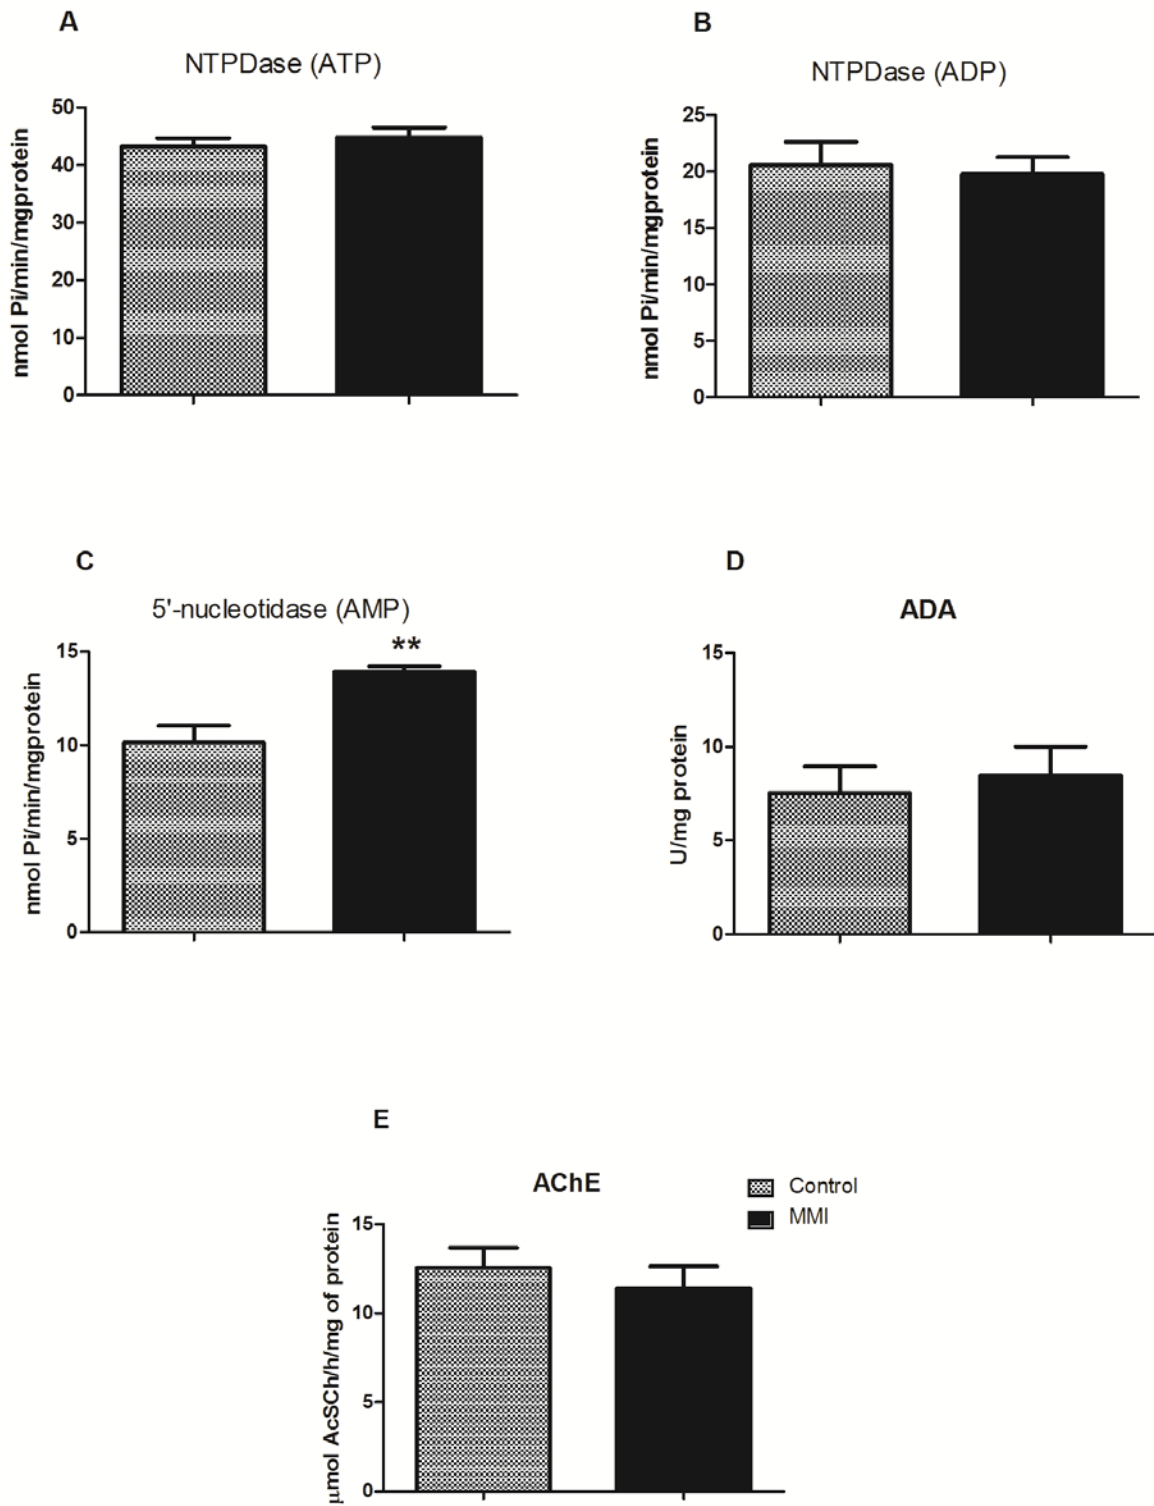 A
NTPDase (ATP)
nmol Pi/min/mgprotein
50
40
30
20
10
0
B
NTPDase (ADP)
nmol Pi/min/mgprotein
25
20
15
10
5
0
C
5'-nucleotidase (AMP)
nmol Pi/min/mgprotein
15
10
5
0
**
D
ADA
U/mg protein
15
10
5
0
E
AChE
µmol AcSCh/h/mg of protein
15
10
5
0
Control
MMI